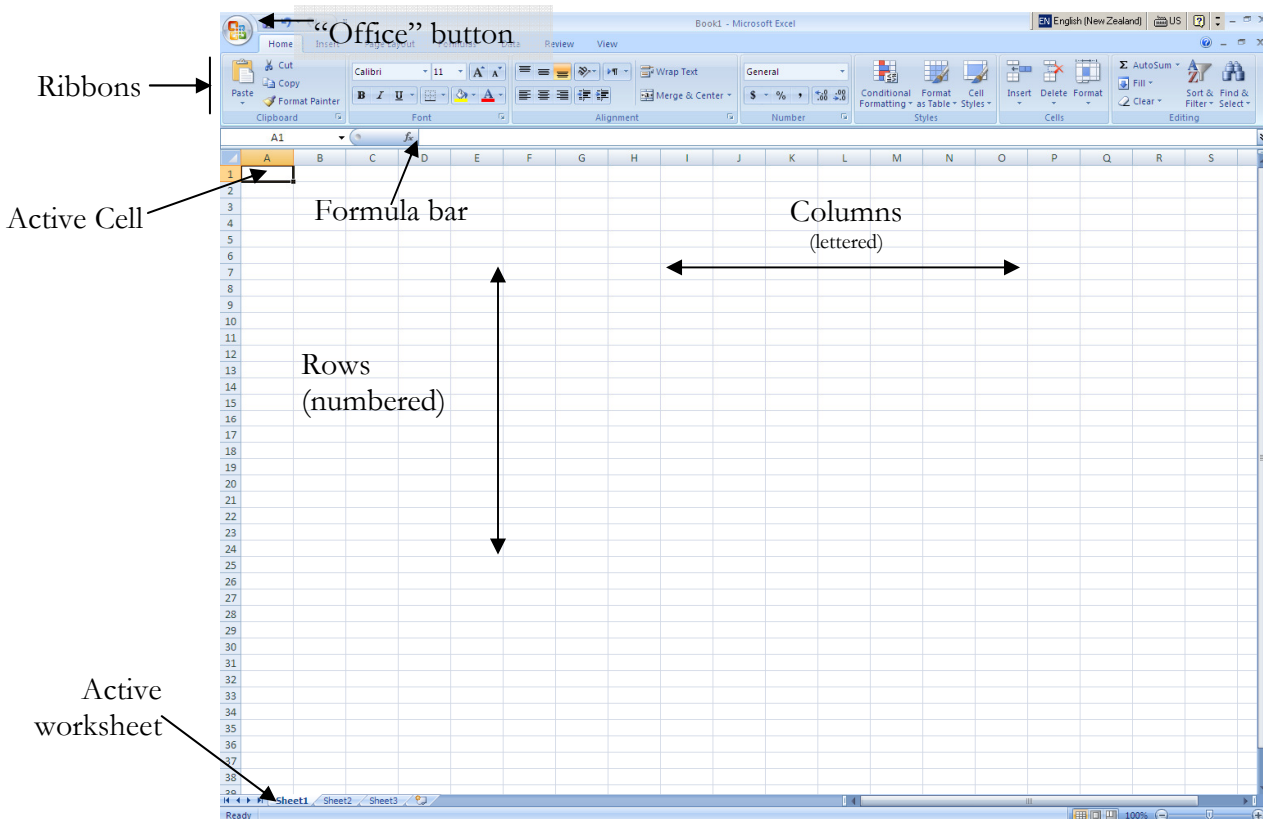 Book1 - Microsoft Excel
EN English (New Zealand) US
"Office" button
Home Insert Page Layout Formulas Data Review View
Ribbons
Paste
Cut
Copy
Format Painter
Clipboard
Calibri 11
B I U
Font
Wrap Text
Merge & Center
Alignment
General
$ % ,
Number
Conditional Formatting
Format as Table
Cell Styles
Styles
Insert Delete Format
Cells
Σ AutoSum
Fill
Clear
Sort & Filter
Find & Select
Editing
A1 fx
A B C D E F G H I J K L M N O P Q R S
1
2
3
4
5
6
7
8
9
10
11
12
13
14
15
16
17
18
19
20
21
22
23
24
25
26
27
28
29
30
31
32
33
34
35
36
37
38
39
Active Cell
Formula bar
Columns
(lettered)
Rows
(numbered)
Active
worksheet
Sheet1 Sheet2 Sheet3
Ready 100%